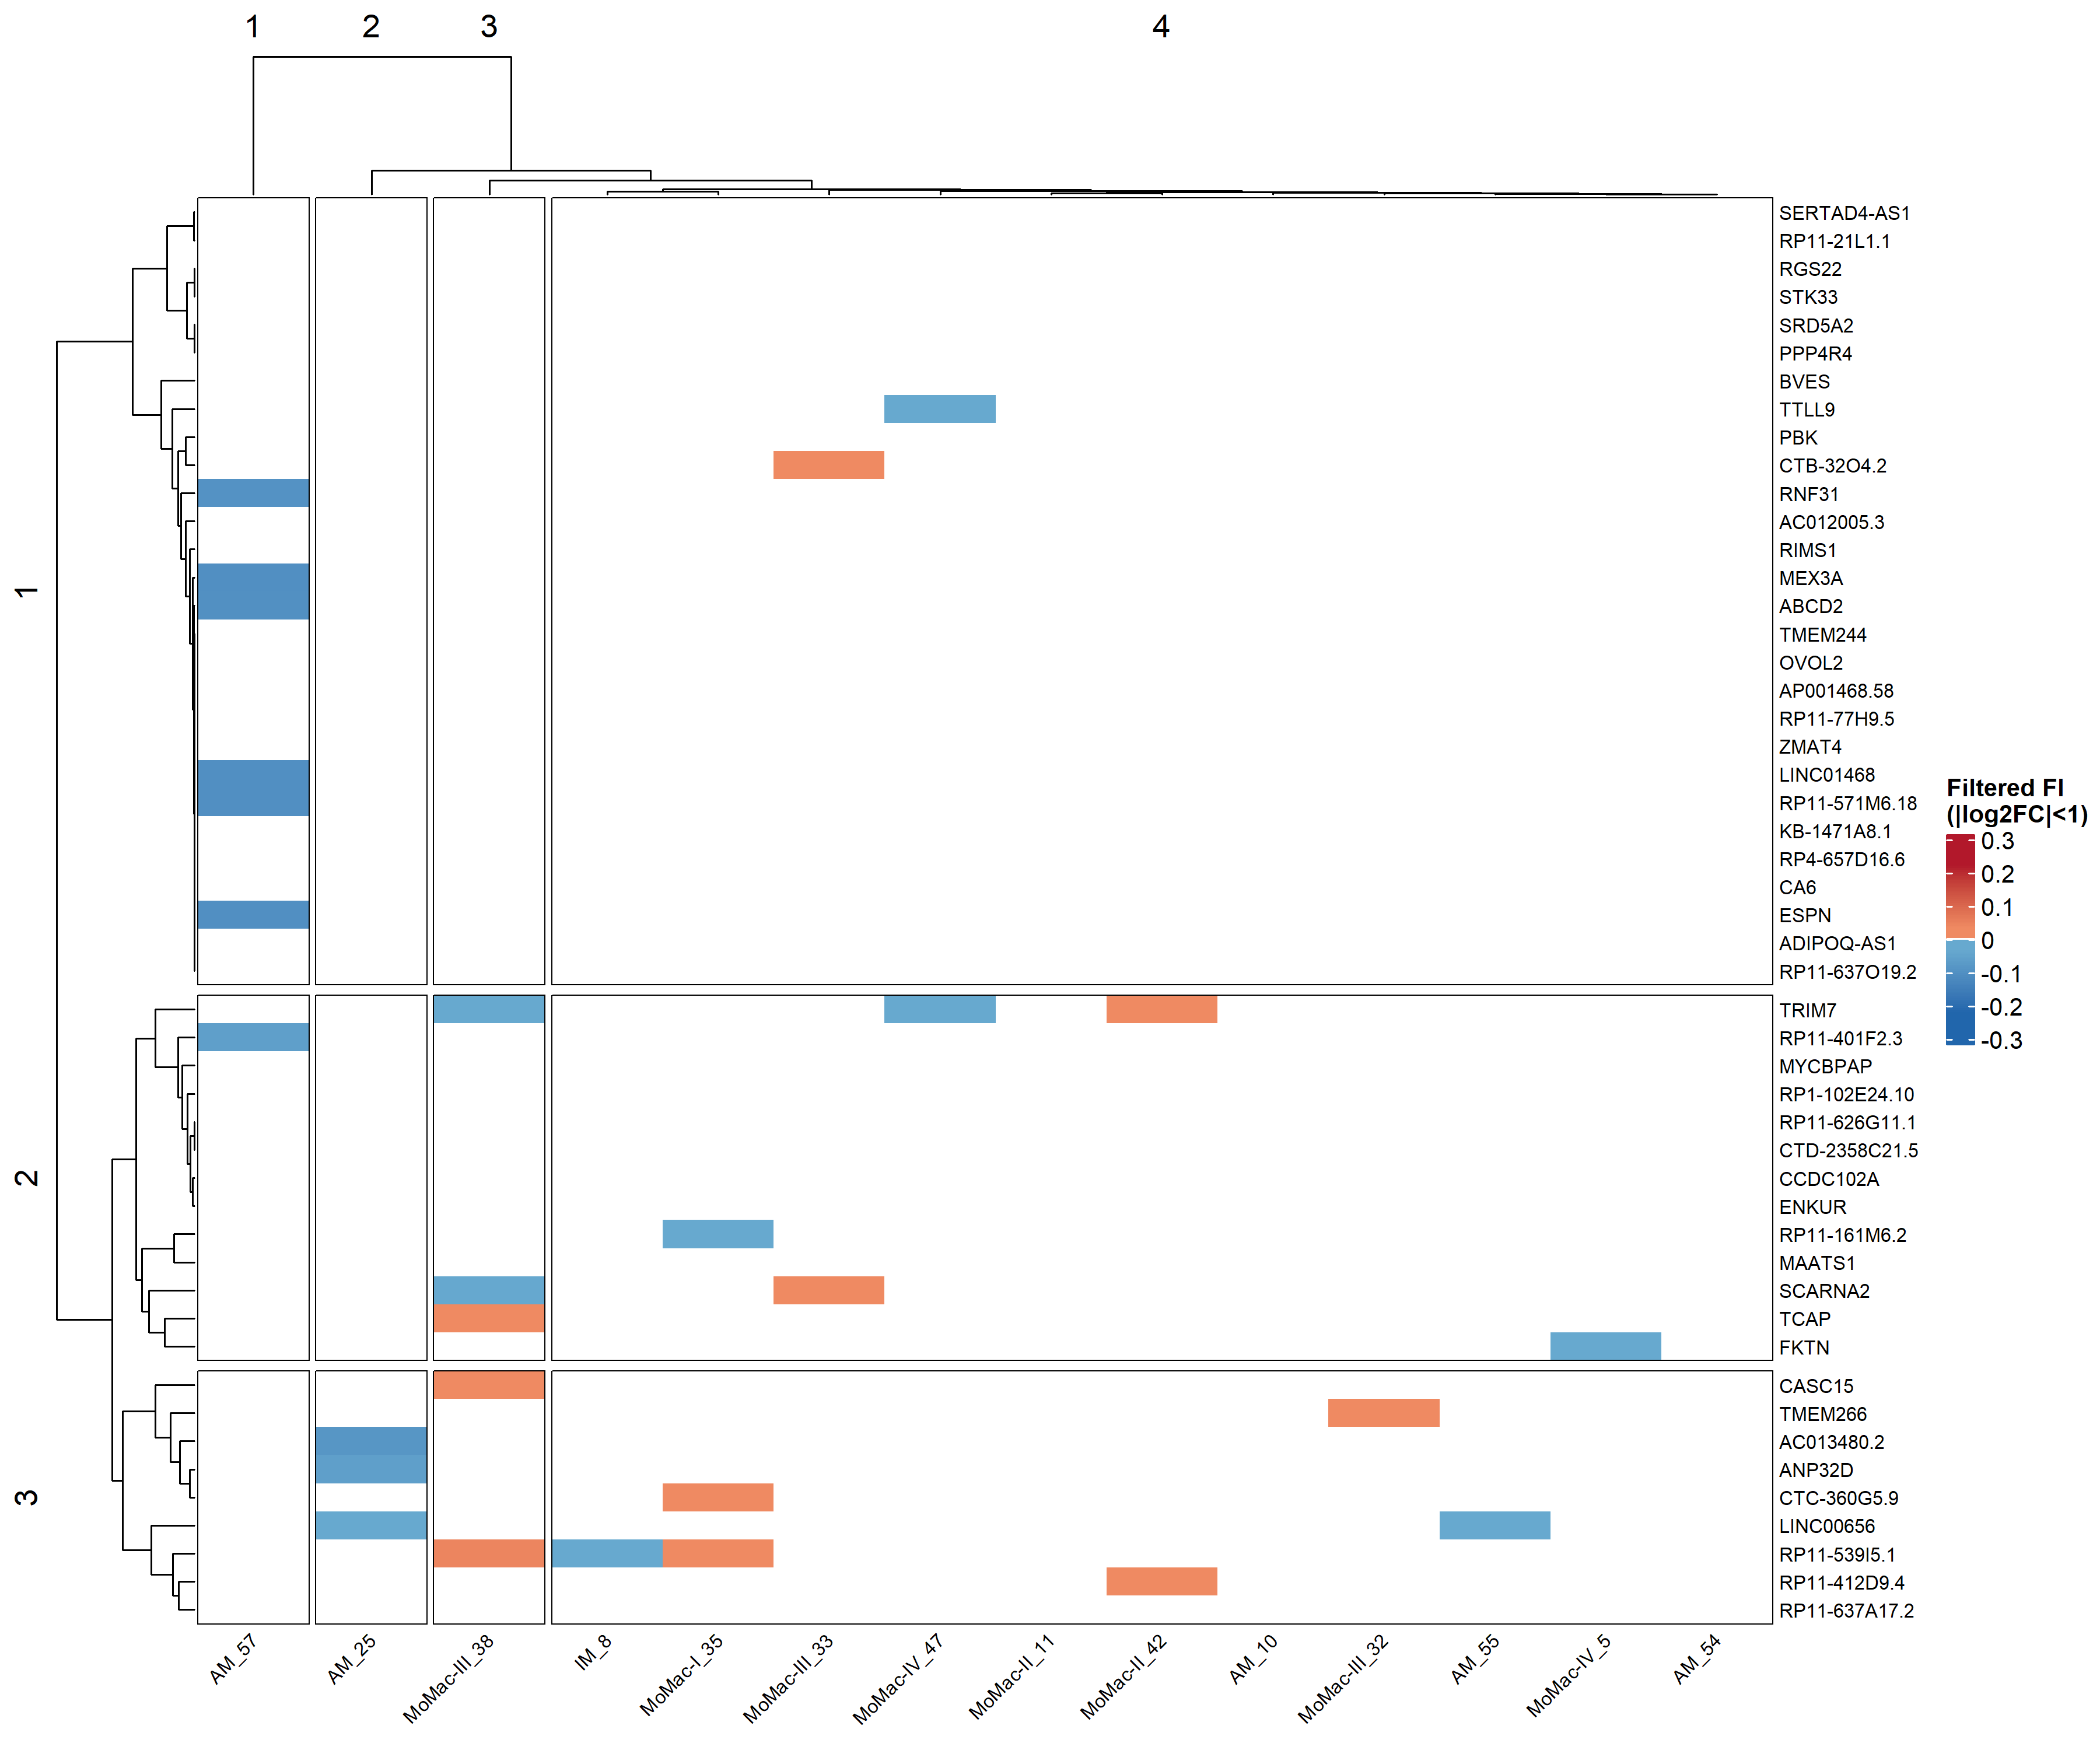 1 2 3 4
SERTAD4-AS1
RP11-21L1.1
RGS22
STK33
SRD5A2
PPP4R4
BVES
TTLL9
PBK
CTB-32O4.2
RNF31
AC012005.3
RIMS1
MEX3A
ABCD2
TMEM244
OVOL2
AP001468.58
RP11-77H9.5
ZMAT4
LINC01468
RP11-571M6.18
KB-1471A8.1
RP4-657D16.6
CA6
ESPN
ADIPOQ-AS1
RP11-637O19.2
1
TRIM7
RP11-401F2.3
MYCBPAP
RP1-102E24.10
RP11-626G11.1
CTD-2358C21.5
CCDC102A
ENKUR
RP11-161M6.2
MAATS1
SCARNA2
TCAP
FKTN
2
CASC15
TMEM266
AC013480.2
ANP32D
CTC-360G5.9
LINC00656
RP11-539I5.1
RP11-412D9.4
RP11-637A17.2
3
AM_57
AM_25
MoMac-III_38
IM_8
MoMac-I_35
MoMac-III_33
MoMac-IV_47
MoMac-II_11
MoMac-II_42
AM_10
MoMac-III_32
AM_55
MoMac-IV_5
AM_54
Filtered FI
(|log2FC|<1)
0.3
0.2
0.1
0
-0.1
-0.2
-0.3